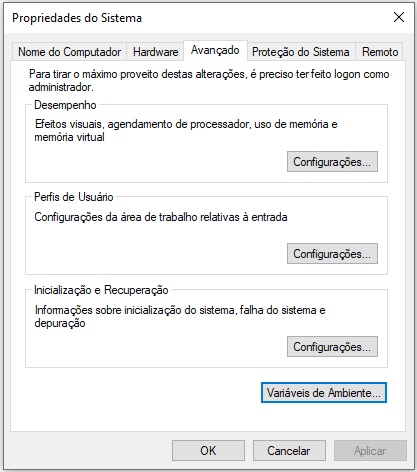 Propriedades do Sistema
Nome do Computador
Hardware
Avançado
Proteção do Sistema
Remoto
Para tirar o máximo proveito destas alterações, é preciso ter feito logon como
administrador.
Desempenho
Efeitos visuais, agendamento de processador, uso de memória e
memória virtual
Configurações...
Perfis de Usuário
Configurações da área de trabalho relativas à entrada
Configurações...
Inicialização e Recuperação
Informações sobre inicialização do sistema, falha do sistema e
depuração
Configurações...
Variáveis de Ambiente...
OK
Cancelar
Aplicar